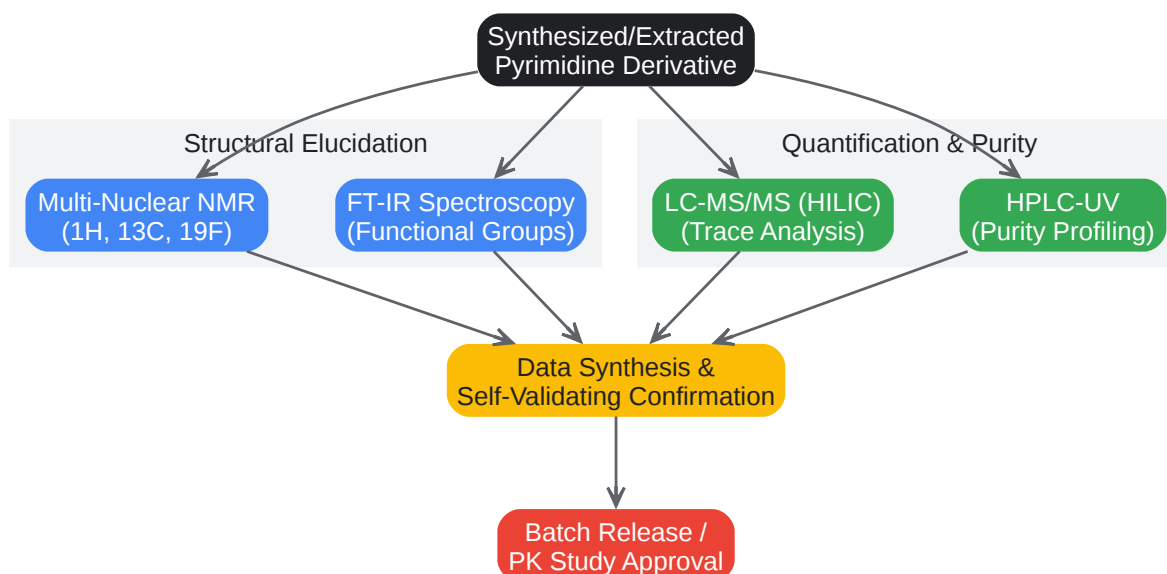 Synthesized/Extracted
Pyrimidine Derivative
Structural Elucidation
Quantification & Purity
Multi-Nuclear NMR
(1H, 13C, 19F)
FT-IR Spectroscopy
(Functional Groups)
LC-MS/MS (HILIC)
(Trace Analysis)
HPLC-UV
(Purity Profiling)
Data Synthesis &
Self-Validating Confirmation
Batch Release /
PK Study Approval